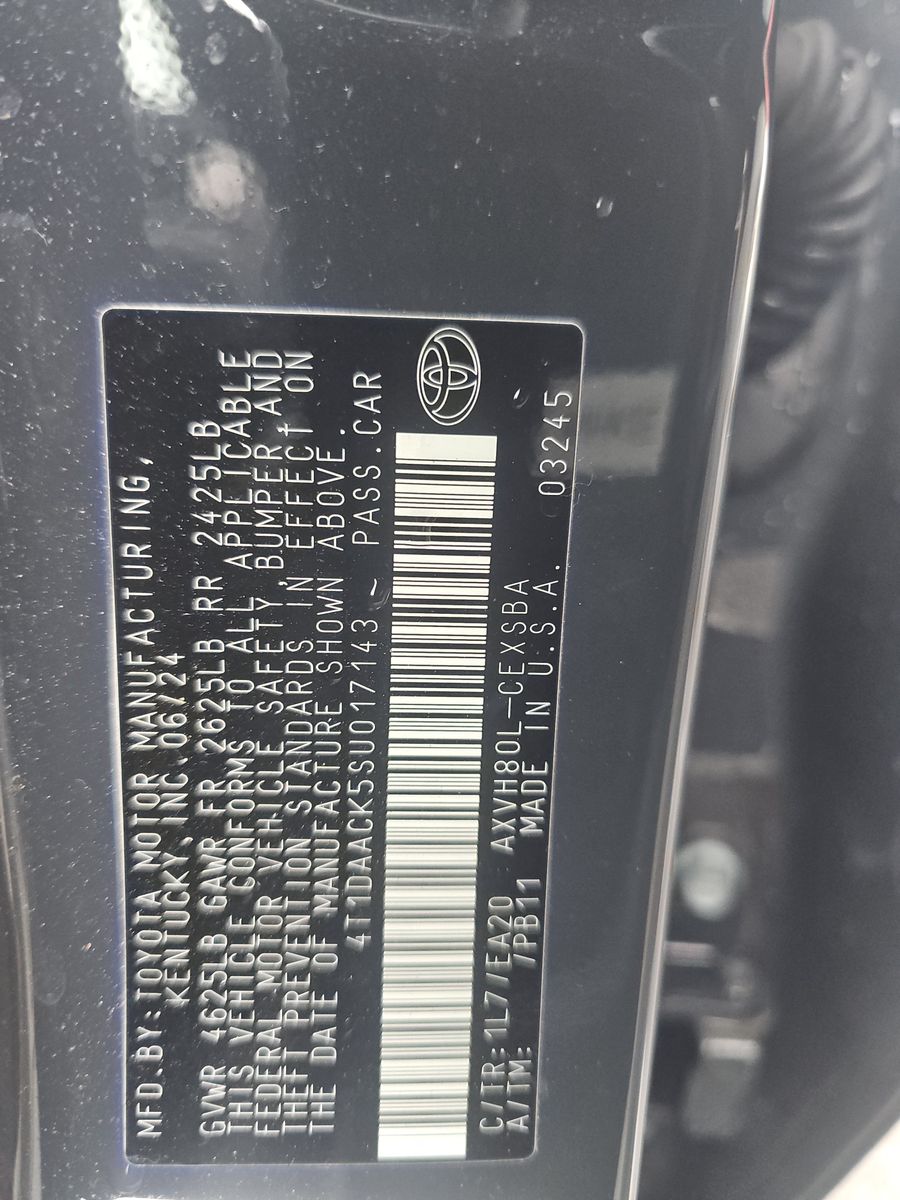 MFD.BY:TOYOTA MOTOR MANUFACTURING,
KENTUCKY, INC.06/24
GVWR 4625LB GAWR FR 2625LB RR 2425LB
THIS VEHICLE CONFORMS TO ALL APPLICABLE
FEDERAL MOTOR VEHICLE SAFETY,BUMPER AND
THEFT PREVENTION STANDARDS IN EFFECT ON
THE DATE OF MANUFACTURE SHOWN ABOVE.
4T1DAACK5SU017143~ PASS.CAR
C/TR:1L7/EA20 AXVH80L-CEXSBA
A/TM: /PB11 MADE IN U.S.A. 03245